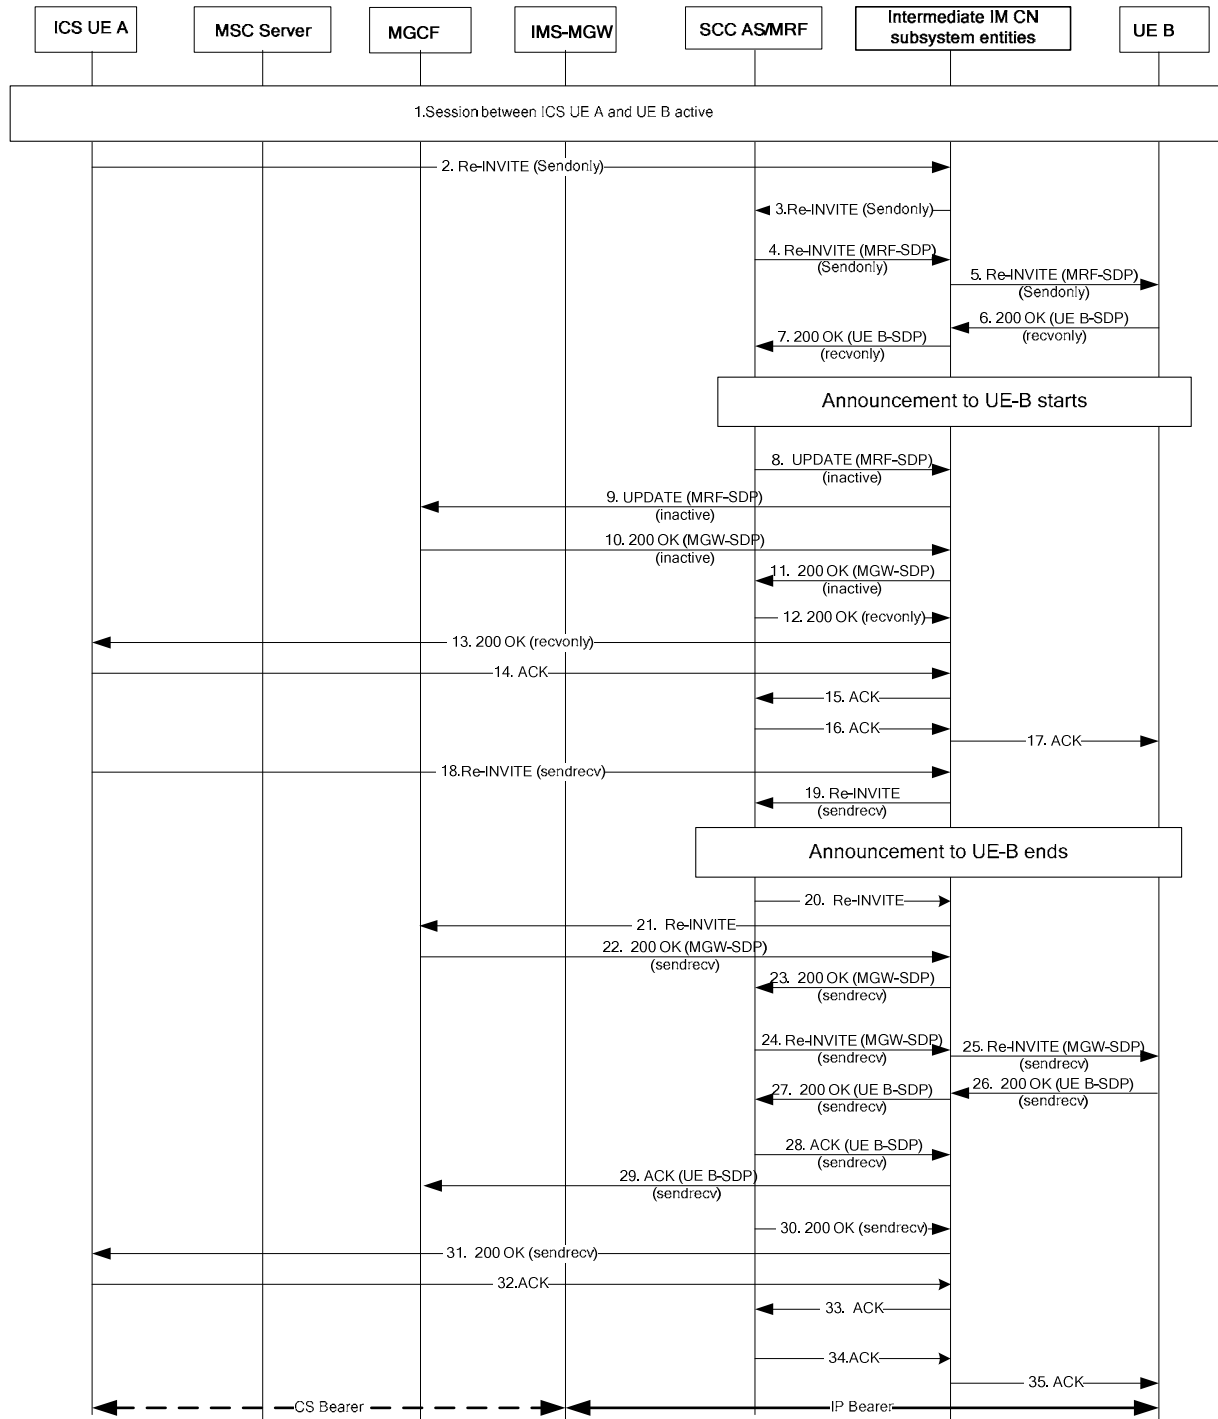 ICS UE A
MSC Server
MGCF
IMS-MGW
SCC AS/MRF
Intermediate IM CN
subsystem entities
UE B
1.Session between ICS UE A and UE B active
2. Re-INVITE (Sendonly)
3.Re-INVITE (Sendonly)
4. Re-INVITE (MRF-SDP)
(Sendonly)
5. Re-INVITE (MRF-SDP)
(Sendonly)
6. 200 OK (UE B-SDP)
(recvonly)
7. 200 OK (UE B-SDP)
(recvonly)
Announcement to UE-B starts
8. UPDATE (MRF-SDP)
(inactive)
9. UPDATE (MRF-SDP)
(inactive)
10. 200 OK (MGW-SDP)
(inactive)
11. 200 OK (MGW-SDP)
(inactive)
12. 200 OK (recvonly)
13. 200 OK (recvonly)
14. ACK
15. ACK
16. ACK
17. ACK
18.Re-INVITE (sendrecv)
19. Re-INVITE
(sendrecv)
Announcement to UE-B ends
20. Re-INVITE
21. Re-INVITE
22. 200 OK (MGW-SDP)
(sendrecv)
23. 200 OK (MGW-SDP)
(sendrecv)
24. Re-INVITE (MGW-SDP)
(sendrecv)
25. Re-INVITE (MGW-SDP)
(sendrecv)
26. 200 OK (UE B-SDP)
(sendrecv)
27. 200 OK (UE B-SDP)
(sendrecv)
28. ACK (UE B-SDP)
(sendrecv)
29. ACK (UE B-SDP)
(sendrecv)
30. 200 OK (sendrecv)
31. 200 OK (sendrecv)
32.ACK
33. ACK
34.ACK
35. ACK
CS Bearer
IP Bearer